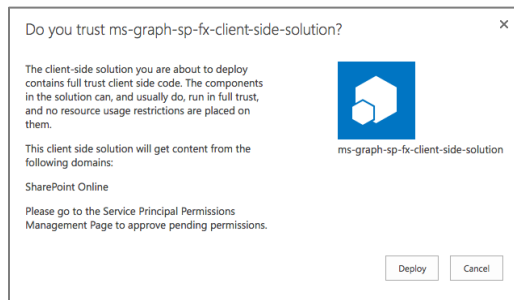 Do you trust ms-graph-sp-fx-client-side-solution?
The client-side solution you are about to deploy
contains full trust client side code. The components
in the solution can, and usually do, run in full trust,
and no resource usage restrictions are placed on
them.
This client side solution will get content from the
following domains:
SharePoint Online
Please go to the Service Principal Permissions
Management Page to approve pending permissions.
ms-graph-sp-fx-client-side-solution
Deploy
Cancel